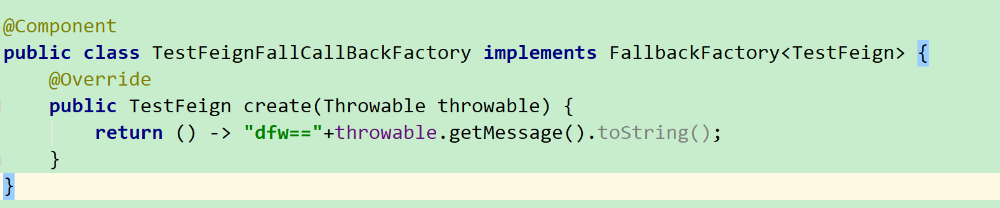 @Component
public class TestFeignFallCallBackFactory implements FallbackFactory<TestFeign> {
    @Override
    public TestFeign create(Throwable throwable) {
        return () -> "dfw=="+throwable.getMessage().toString();
    }
}